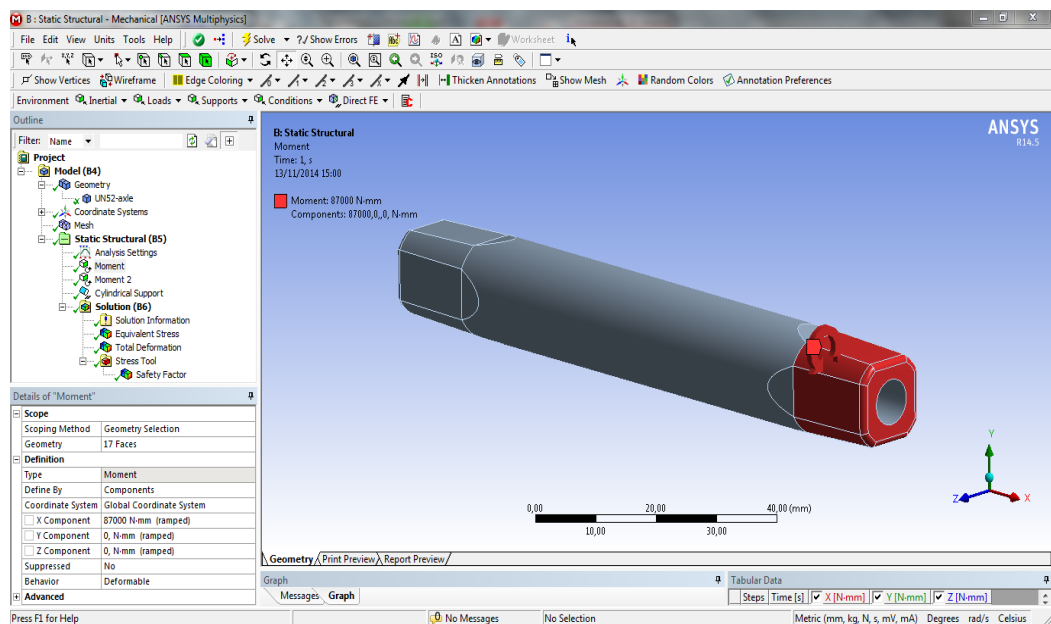 B : Static Structural - Mechanical [ANSYS Multiphysics]
File Edit View Units Tools Help Solve ?/ Show Errors Worksheet
Show Vertices Wireframe Edge Coloring Thicken Annotations Show Mesh Random Colors Annotation Preferences
Environment Inertial Loads Supports Conditions Direct FE
Outline
Filter: Name
Project
Model (B4)
Geometry
UN52-axle
Coordinate Systems
Mesh
Static Structural (B5)
Analysis Settings
Moment
Moment 2
Cylindrical Support
Solution (B6)
Solution Information
Equivalent Stress
Total Deformation
Stress Tool
Safety Factor
Details of "Moment"
Scope
Scoping Method Geometry Selection
Geometry 17 Faces
Definition
Type Moment
Define By Components
Coordinate System Global Coordinate System
X Component 87000 N·mm (ramped)
Y Component 0, N·mm (ramped)
Z Component 0, N·mm (ramped)
Suppressed No
Behavior Deformable
Advanced
B: Static Structural
Moment
Time: 1, s
13/11/2014 15:00
Moment: 87000 N·mm
Components: 87000,0,,0, N·mm
ANSYS
R14.5
Y
Z X
0,00 20,00 40,00 (mm)
10,00 30,00
Geometry Print Preview Report Preview
Graph
Messages Graph
Tabular Data
Steps Time [s] X [N·mm] Y [N·mm] Z [N·mm]
Press F1 for Help 0 No Messages No Selection Metric (mm, kg, N, s, mV, mA) Degrees rad/s Celsius